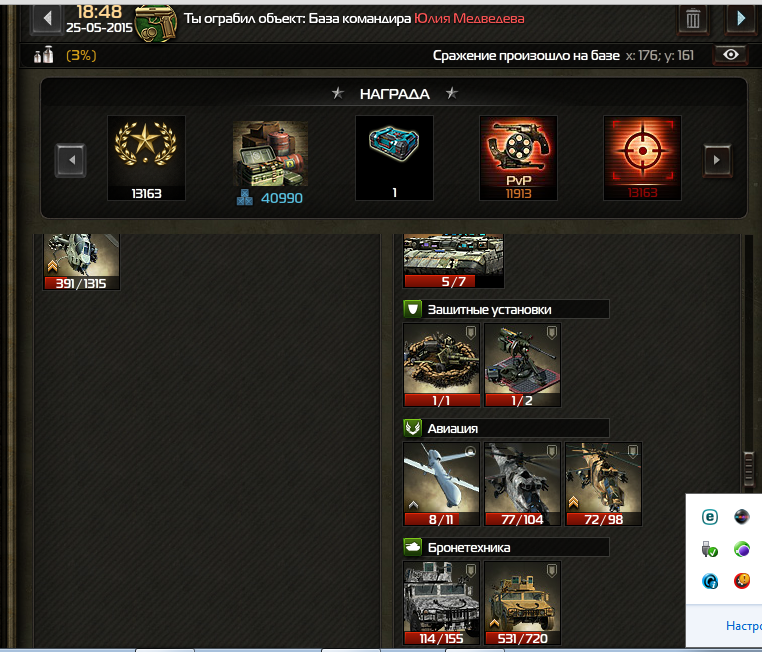 18:48
25-05-2015
Ты ограбил объект: База командира Юлия Медведева
(3%)
Сражение произошло на базе x: 176; y: 161
НАГРАДА
13163
40990
1
PvP
11913
13163
391/1315
5/7
Защитные установки
1/1
1/2
Авиация
8/11
77/104
72/98
Бронетехника
114/155
531/720
Настро